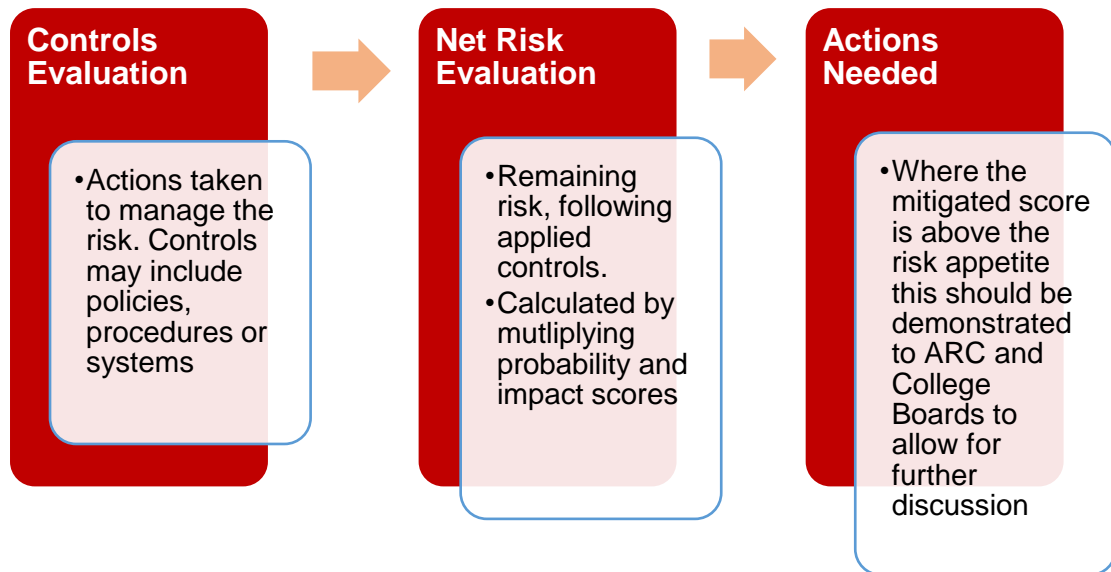 Controls
Evaluation
•Actions taken
to manage the
risk. Controls
may include
policies,
procedures or
systems
Net Risk
Evaluation
•Remaining
risk, following
applied
controls.
•Calculated by
mutliplying
probability and
impact scores
Actions
Needed
•Where the
mitigated score
is above the
risk appetite
this should be
demonstrated
to ARC and
College
Boards to
allow for
further
discussion